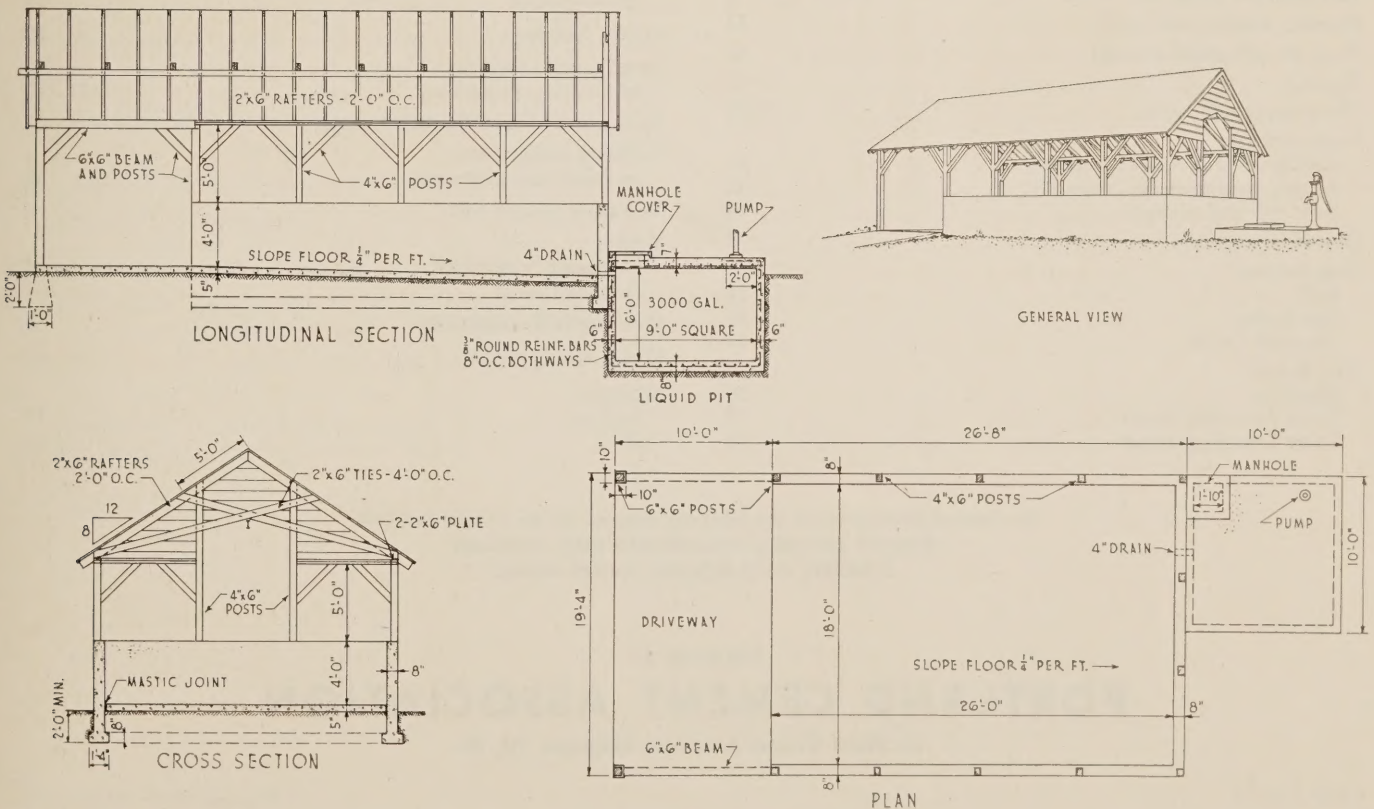 2"x6" RAFTERS - 2'-0" O.C.
6"x6" BEAM
AND POSTS
5'-0"
4"x6" POSTS
MANHOLE
COVER
PUMP
4'-0"
SLOPE FLOOR 1/4" PER FT.
4" DRAIN
7"
2'-0"
5"
2'-0"
1'-0"
6'-0"
3000 GAL.
9'-0" SQUARE
6"
6"
3/8" ROUND REINF. BARS
8" O.C. BOTHWAYS
8"
LONGITUDINAL SECTION
LIQUID PIT
GENERAL VIEW
5'-0"
2"x6" RAFTERS
2'-0" O.C.
2"x6" TIES - 4'-0" O.C.
12
8
2-2"x6" PLATE
4"x6"
POSTS
5'-0"
4'-0"
8"
MASTIC JOINT
2'-0" MIN.
8"
5"
1'-4"
CROSS SECTION
10'-0"
26'-8"
10'-0"
10"
8"
MANHOLE
10"
6"x6" POSTS
4"x6" POSTS
1'-10"
PUMP
4" DRAIN
10'-0"
19'-4"
DRIVEWAY
18'-0"
SLOPE FLOOR 1/4" PER FT.
26'-0"
8"
6"x6" BEAM
8"
PLAN